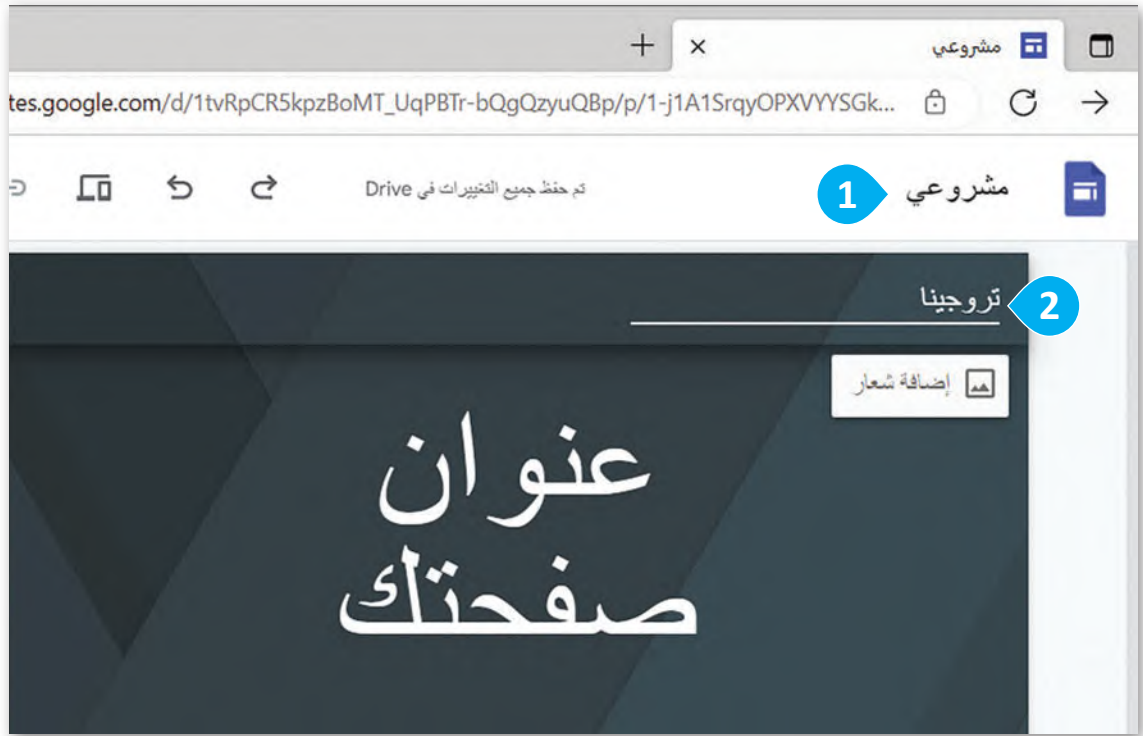 مشروعي
tes.google.com/d/1tvRpCR5kpzBoMT_UqPBTr-bQgQzyuQBp/p/1-j1A1SrqyOPXVYYSGk...
مشروعي 1 تم حفظ جميع التغييرات في Drive
تروجينا 2
إضافة شعار
عنوان
صفحتك